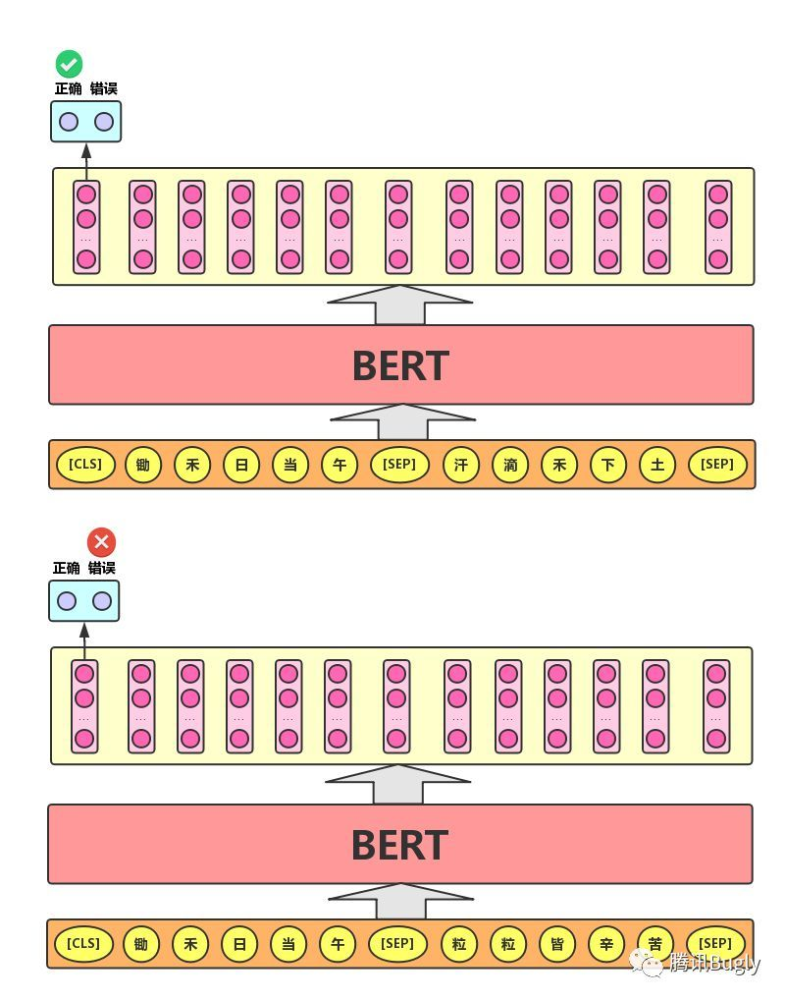 正确 错误
BERT
[CLS] 锄 禾 日 当 午 [SEP] 汗 滴 禾 下 土 [SEP]
正确 错误
BERT
[CLS] 锄 禾 日 当 午 [SEP] 粒 粒 皆 辛 苦 [SEP]
腾讯Bugly